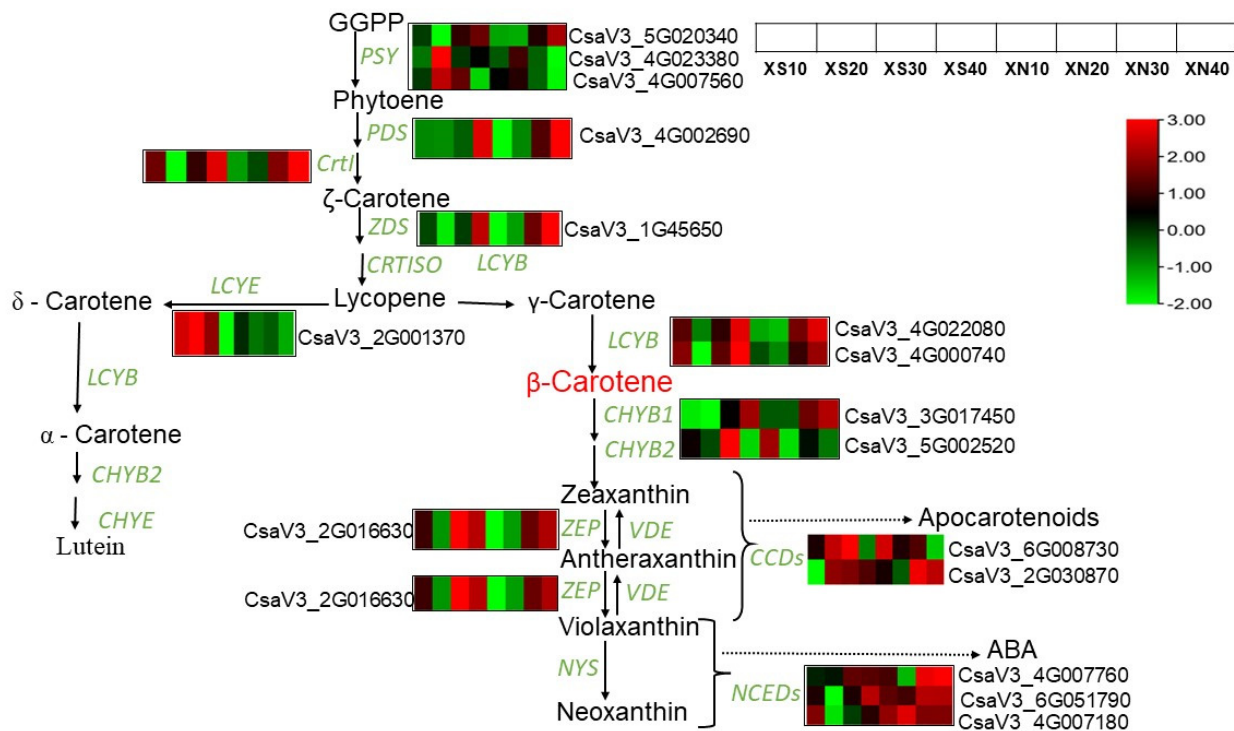 GGPP
CsaV3_5G020340
PSY
CsaV3_4G023380
CsaV3_4G007560
XS10 XS20 XS30 XS40 XN10 XN20 XN30 XN40
Phytoene
PDS
CsaV3_4G002690
3.00
2.00
1.00
0.00
-1.00
-2.00
CrtI
ζ-Carotene
ZDS
CsaV3_1G45650
CRTISO
LCYB
LCYE
δ - Carotene
Lycopene
γ-Carotene
CsaV3_2G001370
LCYB
CsaV3_4G022080
CsaV3_4G000740
LCYB
β-Carotene
α - Carotene
CHYB1
CsaV3_3G017450
CHYB2
CsaV3_5G002520
CHYB2
CHYE
Lutein
Zeaxanthin
CsaV3_2G016630
ZEP
VDE
Apocarotenoids
Antheraxanthin
CCDs
CsaV3_6G008730
CsaV3_2G030870
CsaV3_2G016630
ZEP
VDE
Violaxanthin
ABA
NYS
NCEDs
CsaV3_4G007760
CsaV3_6G051790
CsaV3_4G007180
Neoxanthin